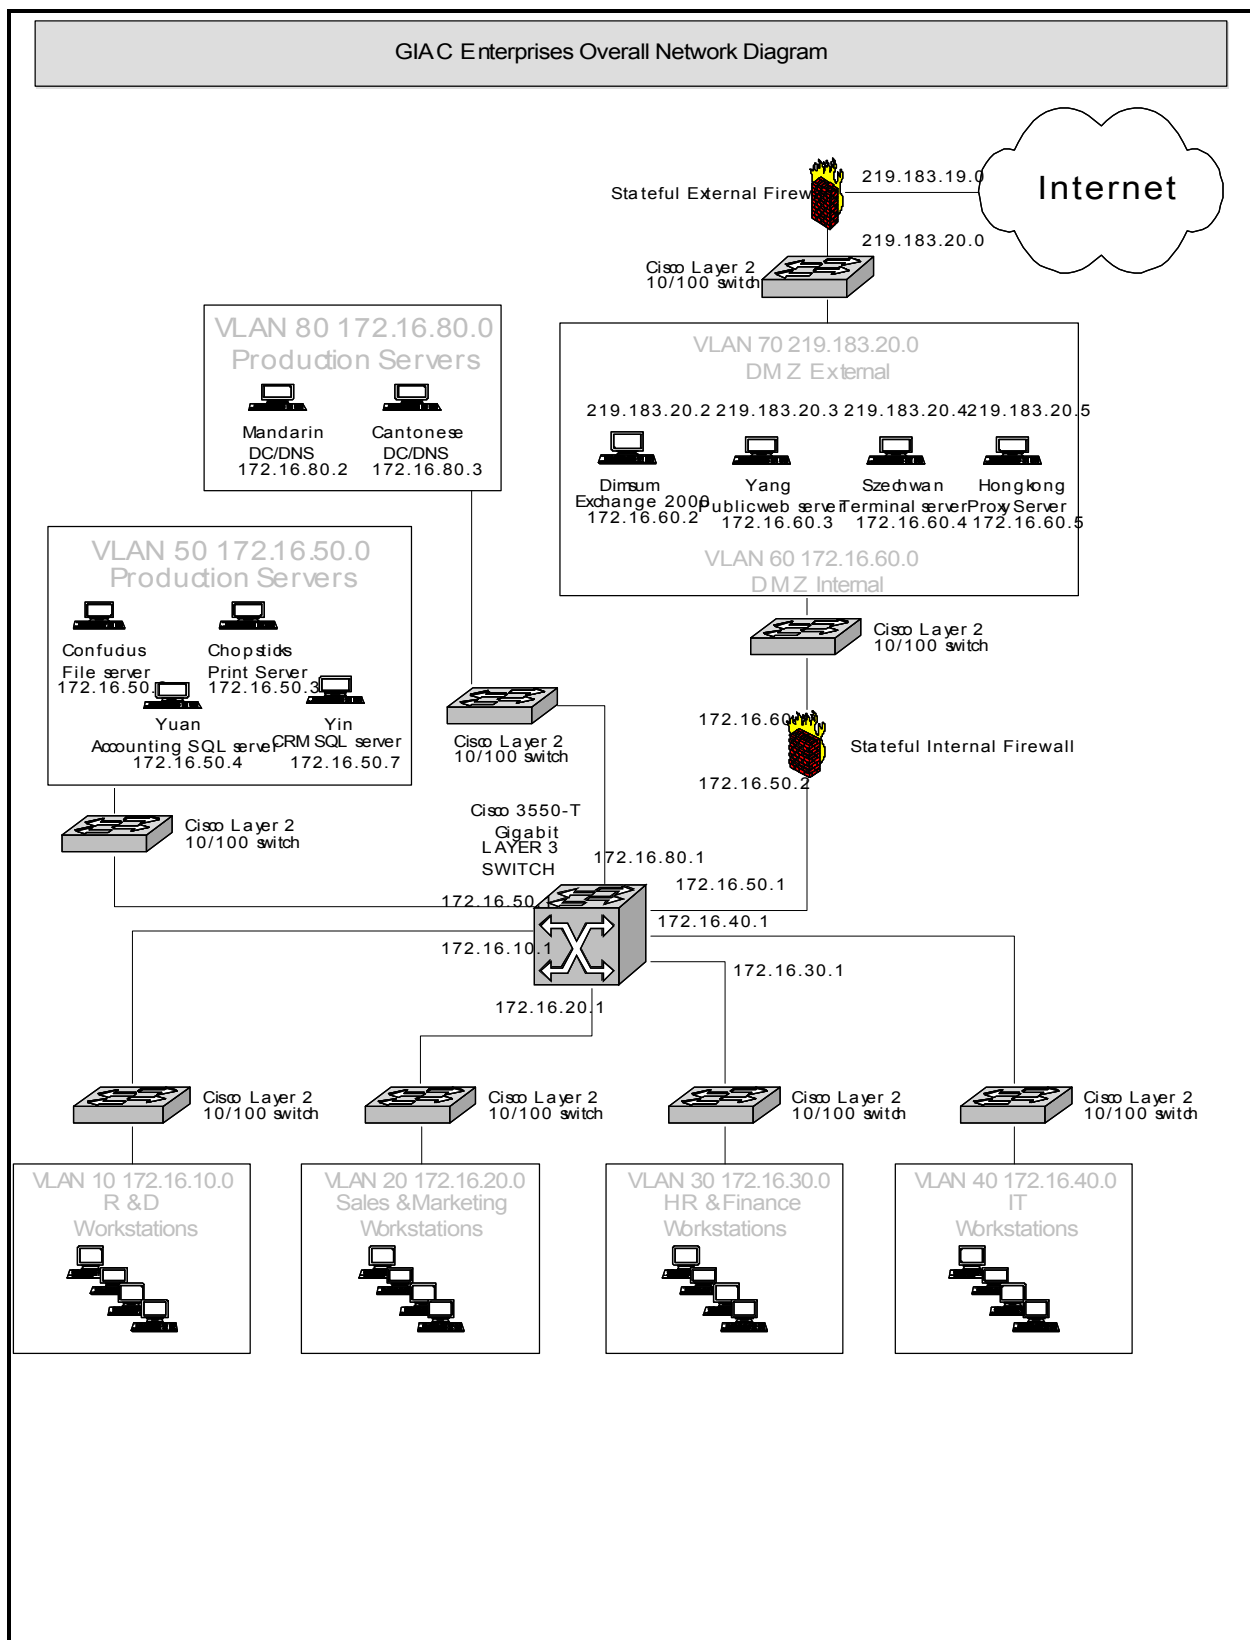 GIAC Enterprises Overall Network Diagram
Internet
219.183.19.0
Stateful External Firew
219.183.20.0
Cisco Layer 2
10/100 switch
VLAN 80 172.16.80.0
Production Servers
Mandarin
DC/DNS
172.16.80.2
Cantonese
DC/DNS
172.16.80.3
VLAN 70 219.183.20.0
DMZ External
219.183.20.2
219.183.20.3
219.183.20.4
219.183.20.5
Dimsum
Exchange 2000
172.16.60.2
Yang
Publicweb server
172.16.60.3
Szechwan
Terminal server
172.16.60.4
Hongkong
Proxy Server
172.16.60.5
VLAN 60 172.16.60.0
DMZ Internal
VLAN 50 172.16.50.0
Production Servers
Confucius
File server
172.16.50.
Chopsticks
Print Server
172.16.50.3
Yuan
Accounting SQL server
172.16.50.4
Yin
CRM SQL server
172.16.50.7
Cisco Layer 2
10/100 switch
Cisco Layer 2
10/100 switch
172.16.60.
Stateful Internal Firewall
172.16.50.2
Cisco Layer 2
10/100 switch
Cisco 3550-T
Gigabit
LAYER 3
SWITCH
172.16.80.1
172.16.50.1
172.16.50.
172.16.40.1
172.16.10.1
172.16.30.1
172.16.20.1
Cisco Layer 2
10/100 switch
Cisco Layer 2
10/100 switch
Cisco Layer 2
10/100 switch
Cisco Layer 2
10/100 switch
VLAN 10 172.16.10.0
R &D
Workstations
VLAN 20 172.16.20.0
Sales &Marketing
Workstations
VLAN 30 172.16.30.0
HR &Finance
Workstations
VLAN 40 172.16.40.0
IT
Workstations